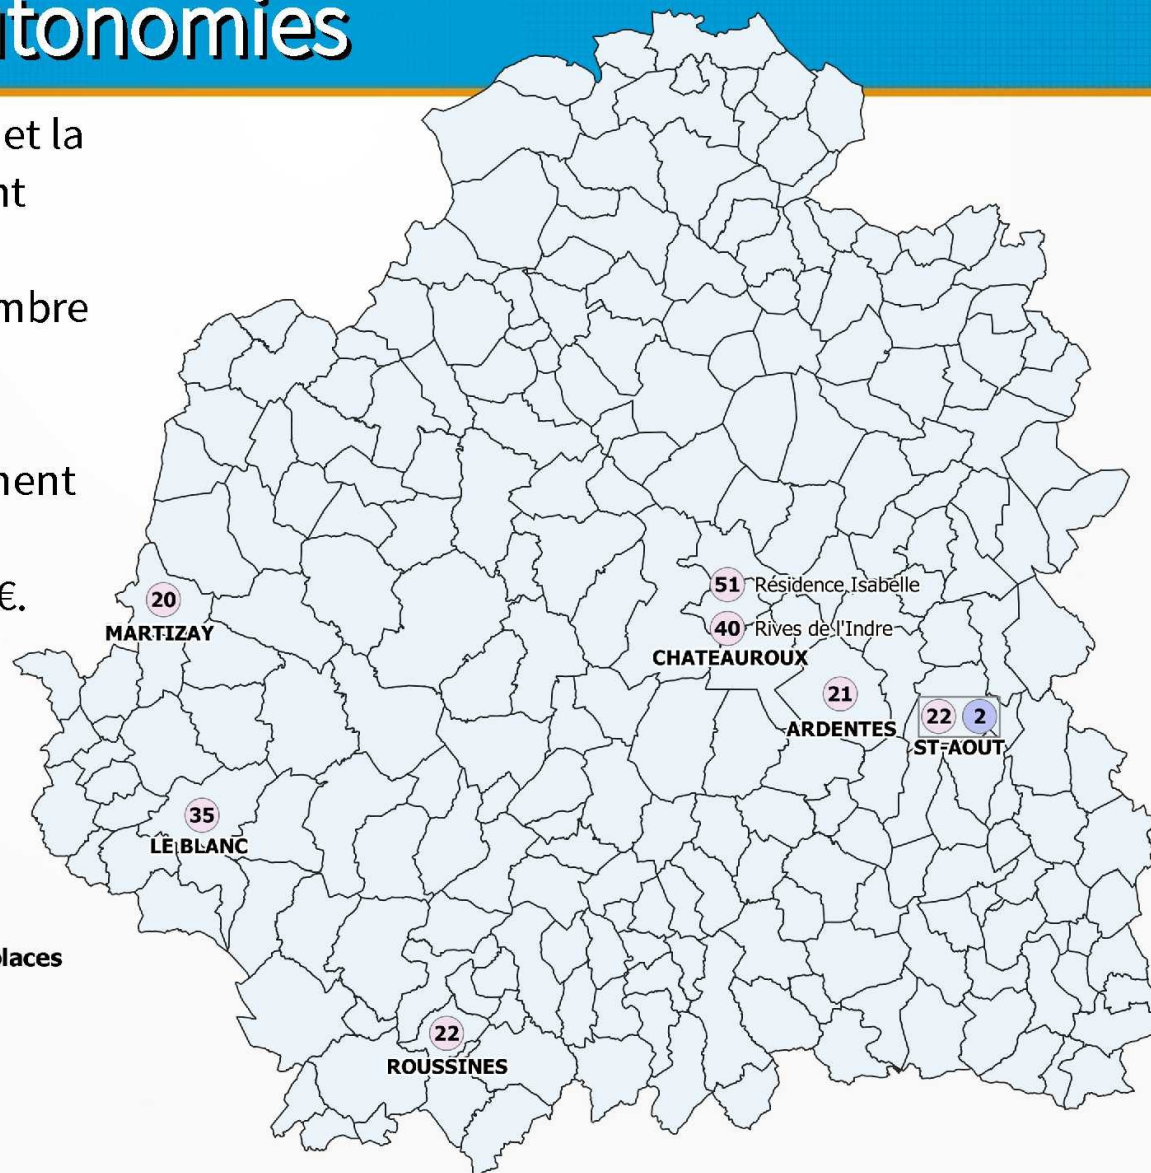 utonomies
et la
nt
mbre
nent
€.
laces
51 Résidence Isabelle
40 Rives de l'Indre
CHATEAUROUX
20
MARTIZAY
21
ARDENTES
22 2
ST-AOUT
35
LE BLANC
22
ROUSSINES